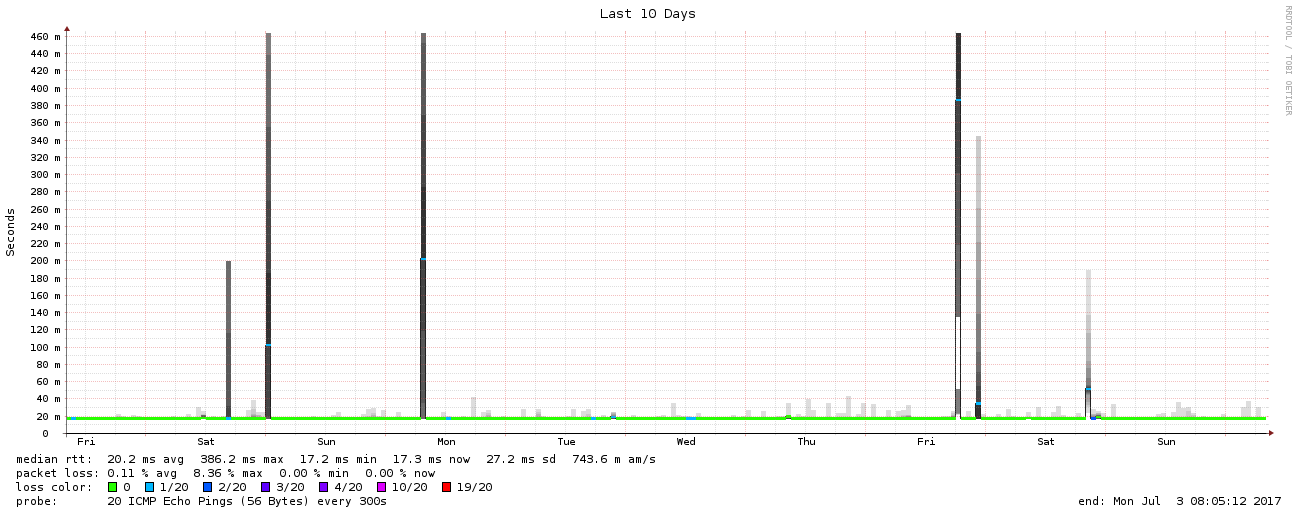 Last 10 Days
RRDTOOL / TOBI OETIKER
Seconds
460 m
440 m
420 m
400 m
380 m
360 m
340 m
320 m
300 m
280 m
260 m
240 m
220 m
200 m
180 m
160 m
140 m
120 m
100 m
80 m
60 m
40 m
20 m
0
Fri Sat Sun Mon Tue Wed Thu Fri Sat Sun
median rtt: 20.2 ms avg 386.2 ms max 17.2 ms min 17.3 ms now 27.2 ms sd 743.6 m am/s
packet loss: 0.11 % avg 8.36 % max 0.00 % min 0.00 % now
loss color: 0 1/20 2/20 3/20 4/20 10/20 19/20
probe: 20 ICMP Echo Pings (56 Bytes) every 300s end: Mon Jul 3 08:05:12 2017